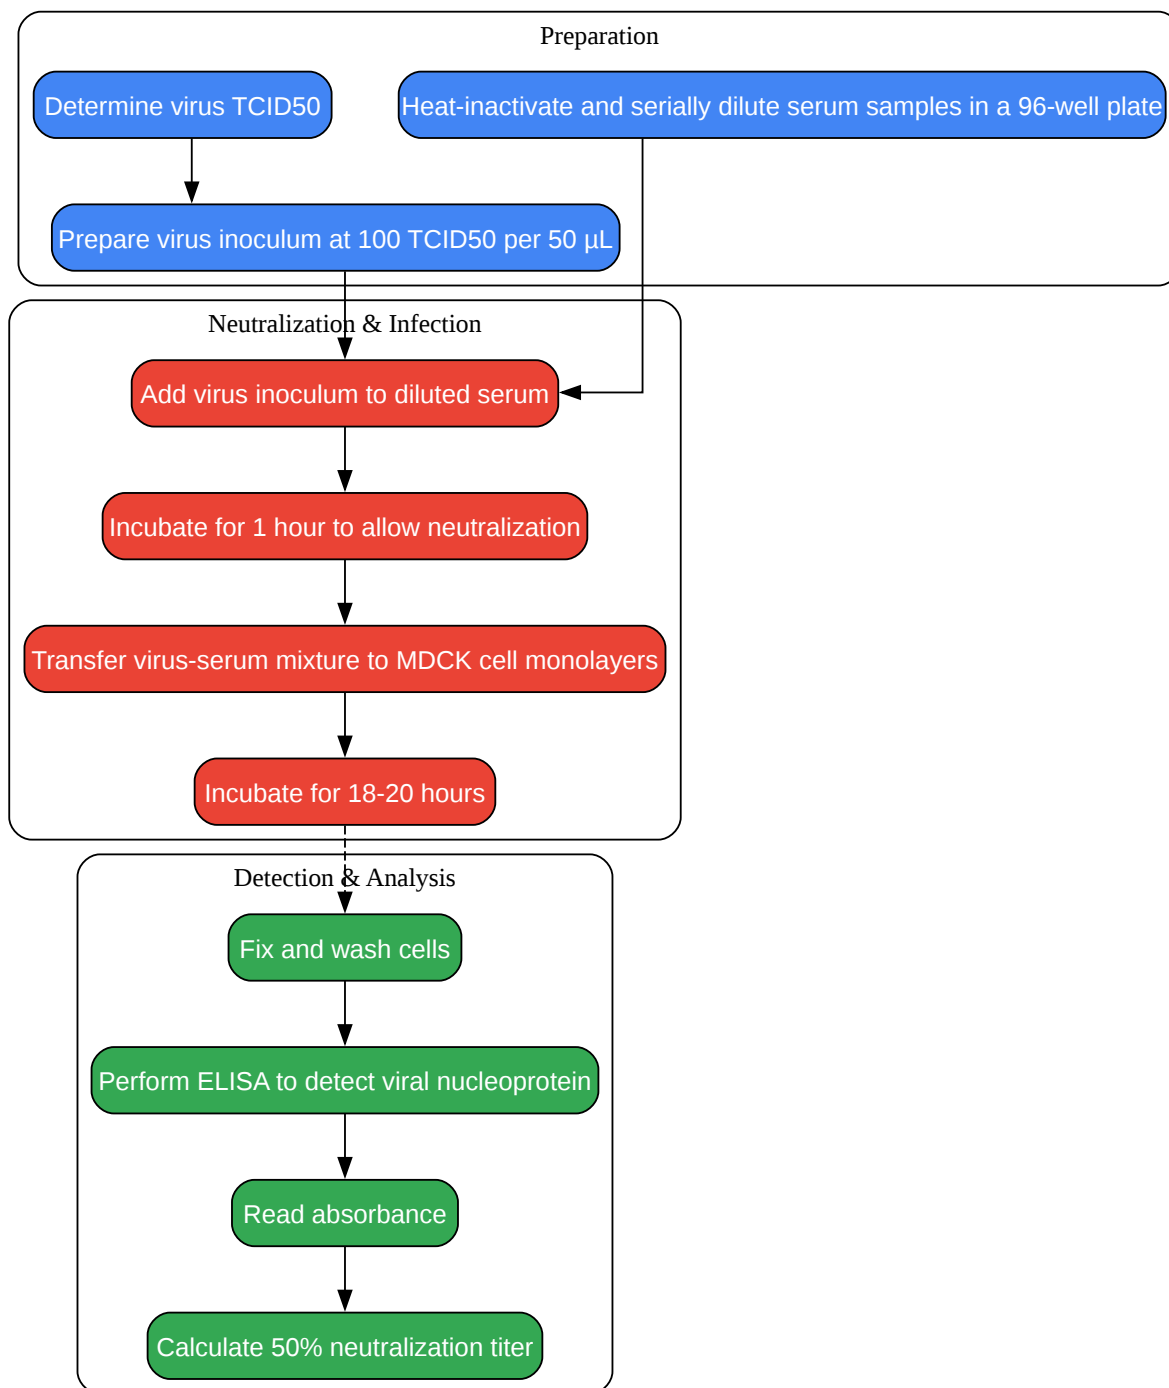 Preparation
Determine virus TCID50
Heat-inactivate and serially dilute serum samples in a 96-well plate
Prepare virus inoculum at 100 TCID50 per 50 µL
Neutralization & Infection
Add virus inoculum to diluted serum
Incubate for 1 hour to allow neutralization
Transfer virus-serum mixture to MDCK cell monolayers
Incubate for 18-20 hours
Detection & Analysis
Fix and wash cells
Perform ELISA to detect viral nucleoprotein
Read absorbance
Calculate 50% neutralization titer